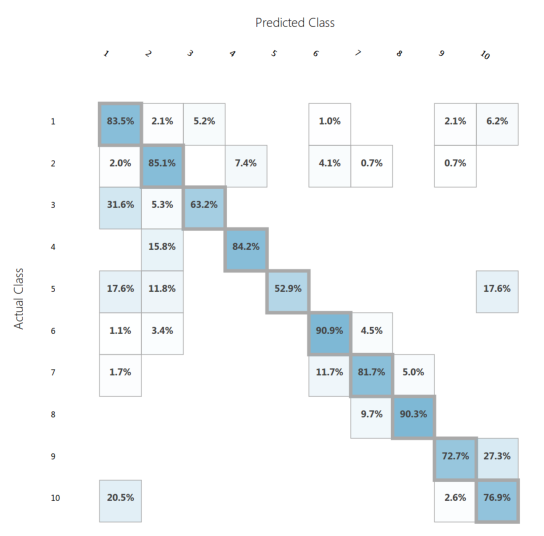 Predicted Class
1 2 3 4 5 6 7 8 9 10
1 83.5% 2.1% 5.2% 1.0% 2.1% 6.2%
2 2.0% 85.1% 7.4% 4.1% 0.7% 0.7%
3 31.6% 5.3% 63.2%
4 15.8% 84.2%
Actual Class
5 17.6% 11.8% 52.9% 17.6%
6 1.1% 3.4% 90.9% 4.5%
7 1.7% 11.7% 81.7% 5.0%
8 9.7% 90.3%
9 72.7% 27.3%
10 20.5% 2.6% 76.9%